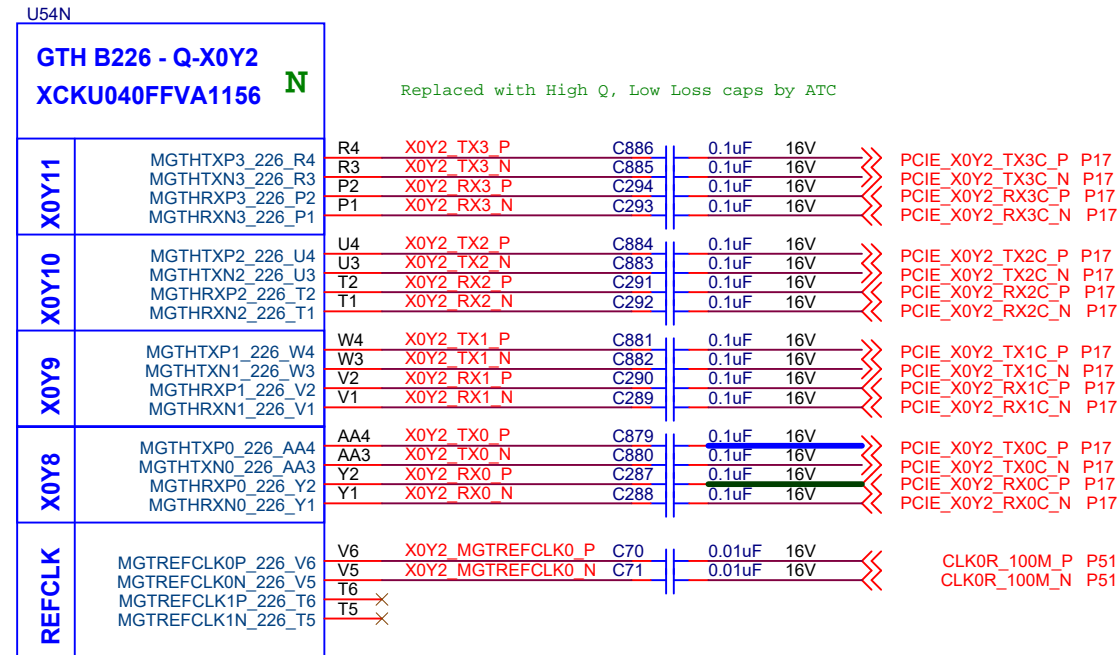 U54N
GTH B226 - Q-X0Y2
XCKU040FFVA1156
N
Replaced with High Q, Low Loss caps by ATC
X0Y11
MGTHTXP3_226_R4 R4 X0Y2_TX3_P C886 0.1uF 16V PCIE_X0Y2_TX3C_P P17
MGTHTXN3_226_R3 R3 X0Y2_TX3_N C885 0.1uF 16V PCIE_X0Y2_TX3C_N P17
MGTHRXP3_226_P2 P2 X0Y2_RX3_P C294 0.1uF 16V PCIE_X0Y2_RX3C_P P17
MGTHRXN3_226_P1 P1 X0Y2_RX3_N C293 0.1uF 16V PCIE_X0Y2_RX3C_N P17
X0Y10
MGTHTXP2_226_U4 U4 X0Y2_TX2_P C884 0.1uF 16V PCIE_X0Y2_TX2C_P P17
MGTHTXN2_226_U3 U3 X0Y2_TX2_N C883 0.1uF 16V PCIE_X0Y2_TX2C_N P17
MGTHRXP2_226_T2 T2 X0Y2_RX2_P C291 0.1uF 16V PCIE_X0Y2_RX2C_P P17
MGTHRXN2_226_T1 T1 X0Y2_RX2_N C292 0.1uF 16V PCIE_X0Y2_RX2C_N P17
X0Y9
MGTHTXP1_226_W4 W4 X0Y2_TX1_P C881 0.1uF 16V PCIE_X0Y2_TX1C_P P17
MGTHTXN1_226_W3 W3 X0Y2_TX1_N C882 0.1uF 16V PCIE_X0Y2_TX1C_N P17
MGTHRXP1_226_V2 V2 X0Y2_RX1_P C290 0.1uF 16V PCIE_X0Y2_RX1C_P P17
MGTHRXN1_226_V1 V1 X0Y2_RX1_N C289 0.1uF 16V PCIE_X0Y2_RX1C_N P17
X0Y8
MGTHTXP0_226_AA4 AA4 X0Y2_TX0_P C879 0.1uF 16V PCIE_X0Y2_TX0C_P P17
MGTHTXN0_226_AA3 AA3 X0Y2_TX0_N C880 0.1uF 16V PCIE_X0Y2_TX0C_N P17
MGTHRXP0_226_Y2 Y2 X0Y2_RX0_P C287 0.1uF 16V PCIE_X0Y2_RX0C_P P17
MGTHRXN0_226_Y1 Y1 X0Y2_RX0_N C288 0.1uF 16V PCIE_X0Y2_RX0C_N P17
REFCLK
MGTREFCLK0P_226_V6 V6 X0Y2_MGTREFCLK0_P C70 0.01uF 16V CLK0R_100M_P P51
MGTREFCLK0N_226_V5 V5 X0Y2_MGTREFCLK0_N C71 0.01uF 16V CLK0R_100M_N P51
MGTREFCLK1P_226_T6 T6
MGTREFCLK1N_226_T5 T5